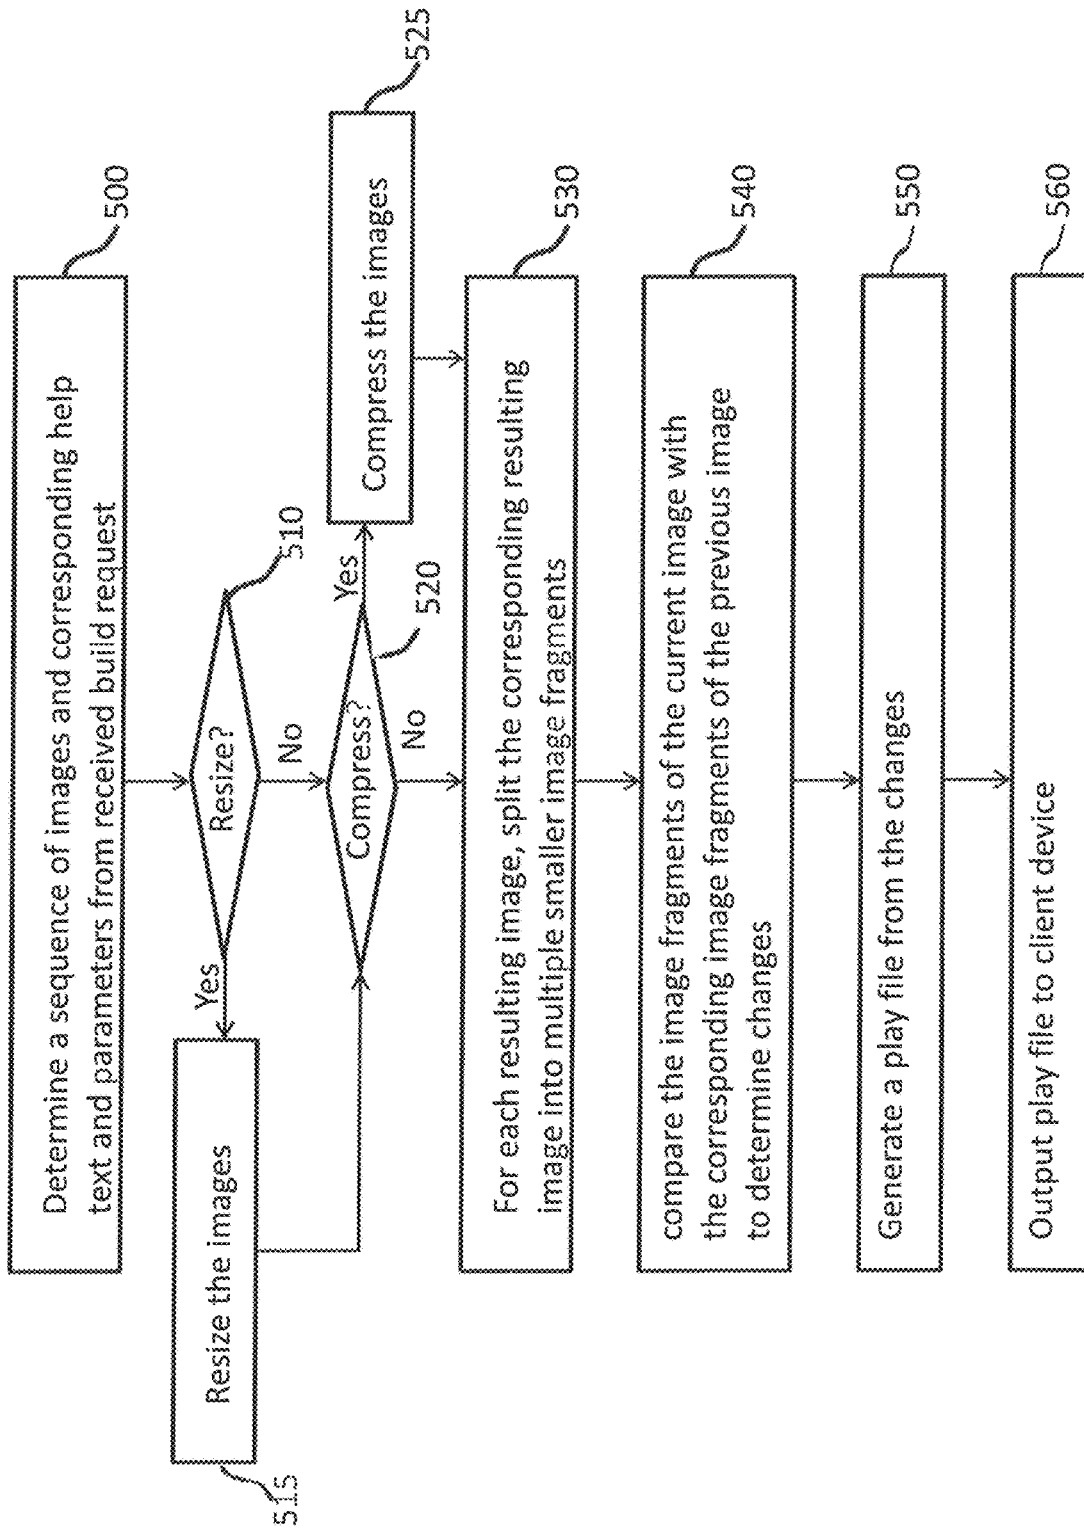 500
Determine a sequence of images and corresponding help
text and parameters from received build request
510
Resize?
Yes
No
515
Resize the images
520
Compress?
Yes
No
525
Compress the images
530
For each resulting image, split the corresponding resulting
image into multiple smaller image fragments
540
compare the image fragments of the current image with
the corresponding image fragments of the previous image
to determine changes
550
Generate a play file from the changes
560
Output play file to client device